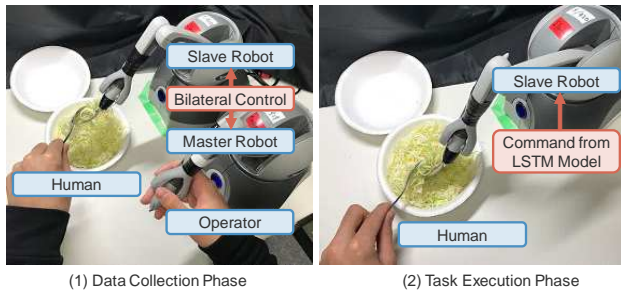 Slave Robot
Bilateral Control
Master Robot
Human
Operator
(1) Data Collection Phase
Slave Robot
Command from
LSTM Model
Human
(2) Task Execution Phase